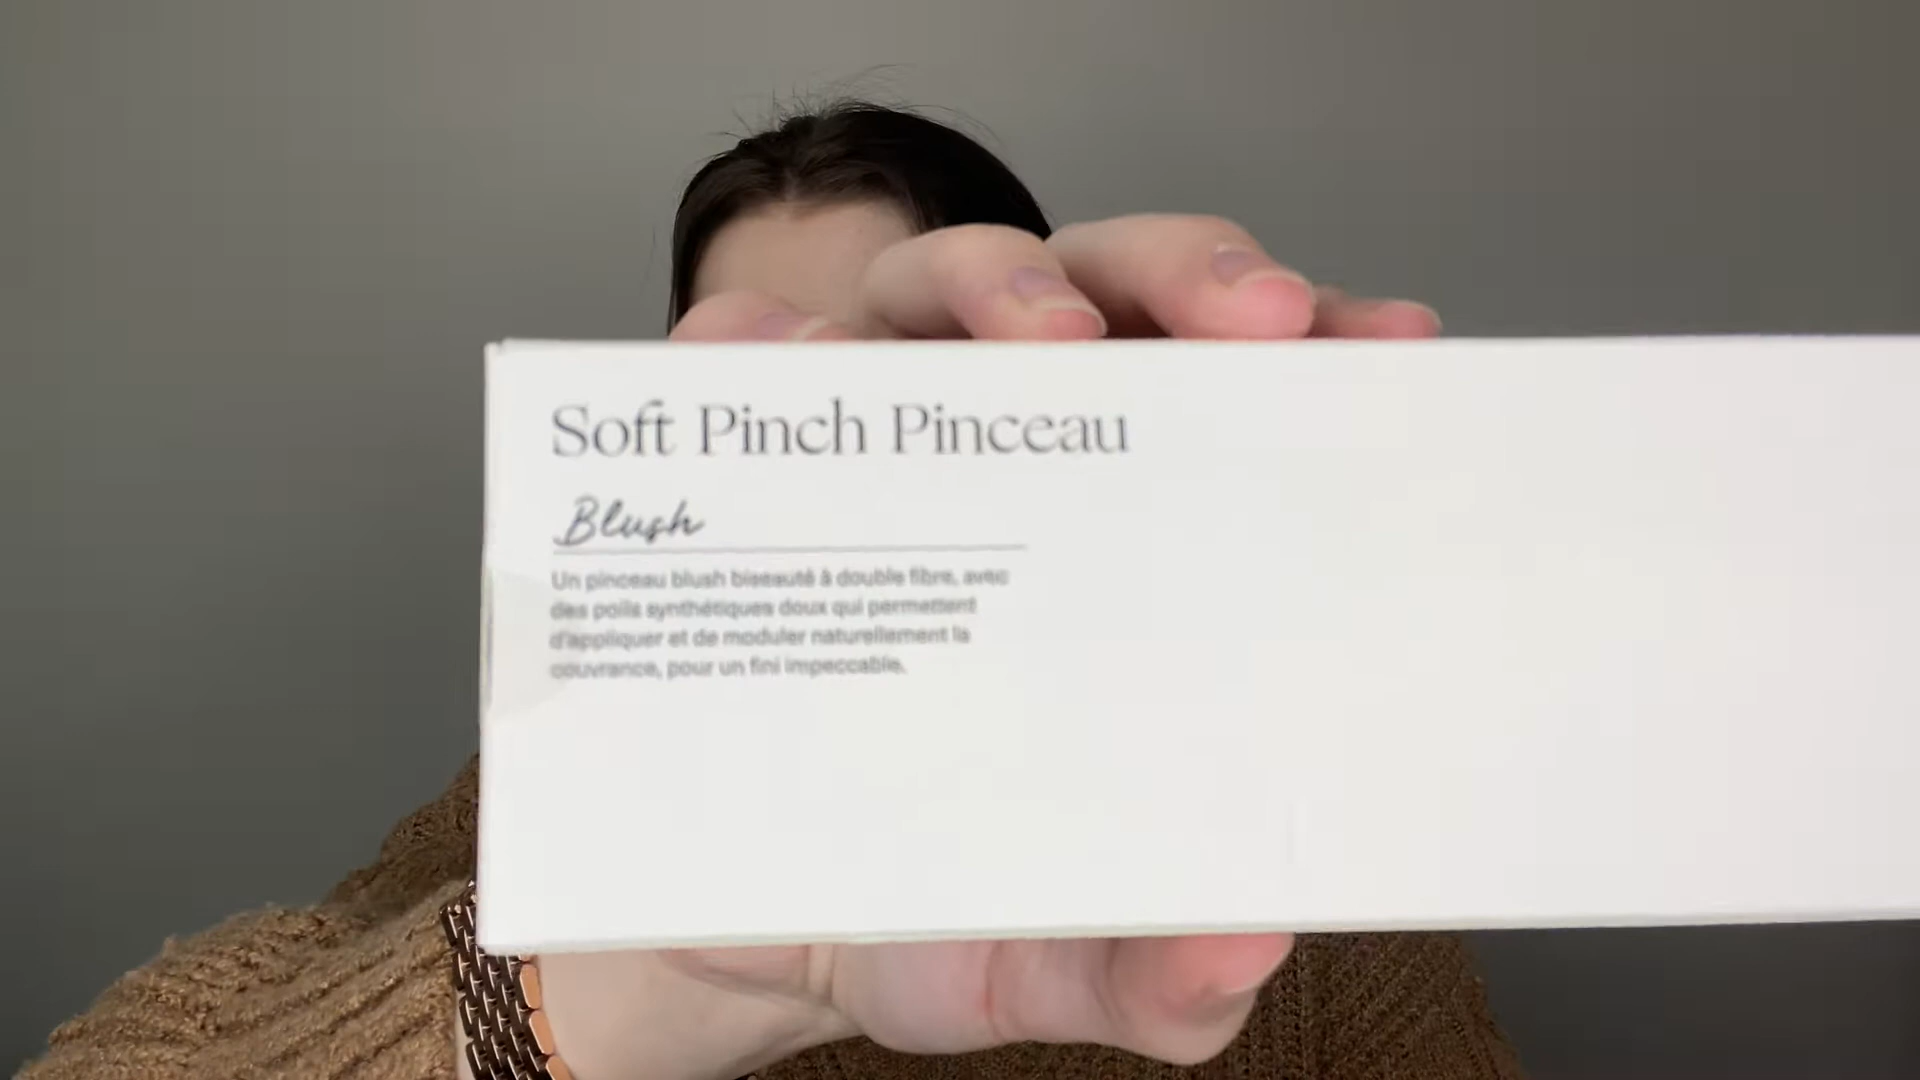 Soft Pinch Pinceau
Blush
Un pinceau blush biseauté à double fibre, avec
des poils synthétiques doux qui permettent
d'appliquer et de moduler naturellement la
couvrance, pour un fini impeccable.